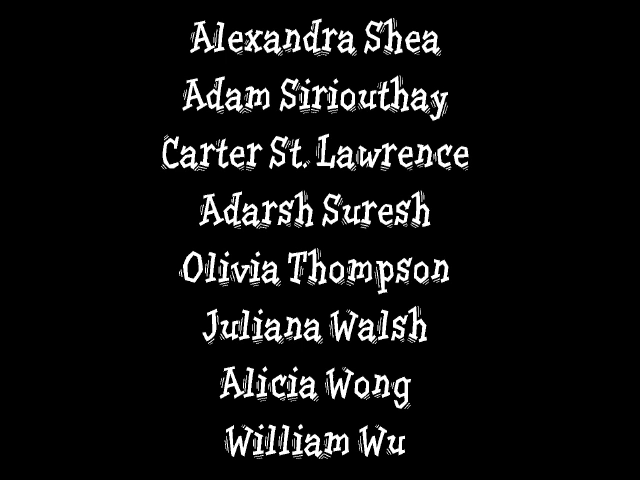 Alexandra Shea
Adam Siriouthay
Carter St. Lawrence
Adarsh Suresh
Olivia Thompson
Juliana Walsh
Alicia Wong
William Wu